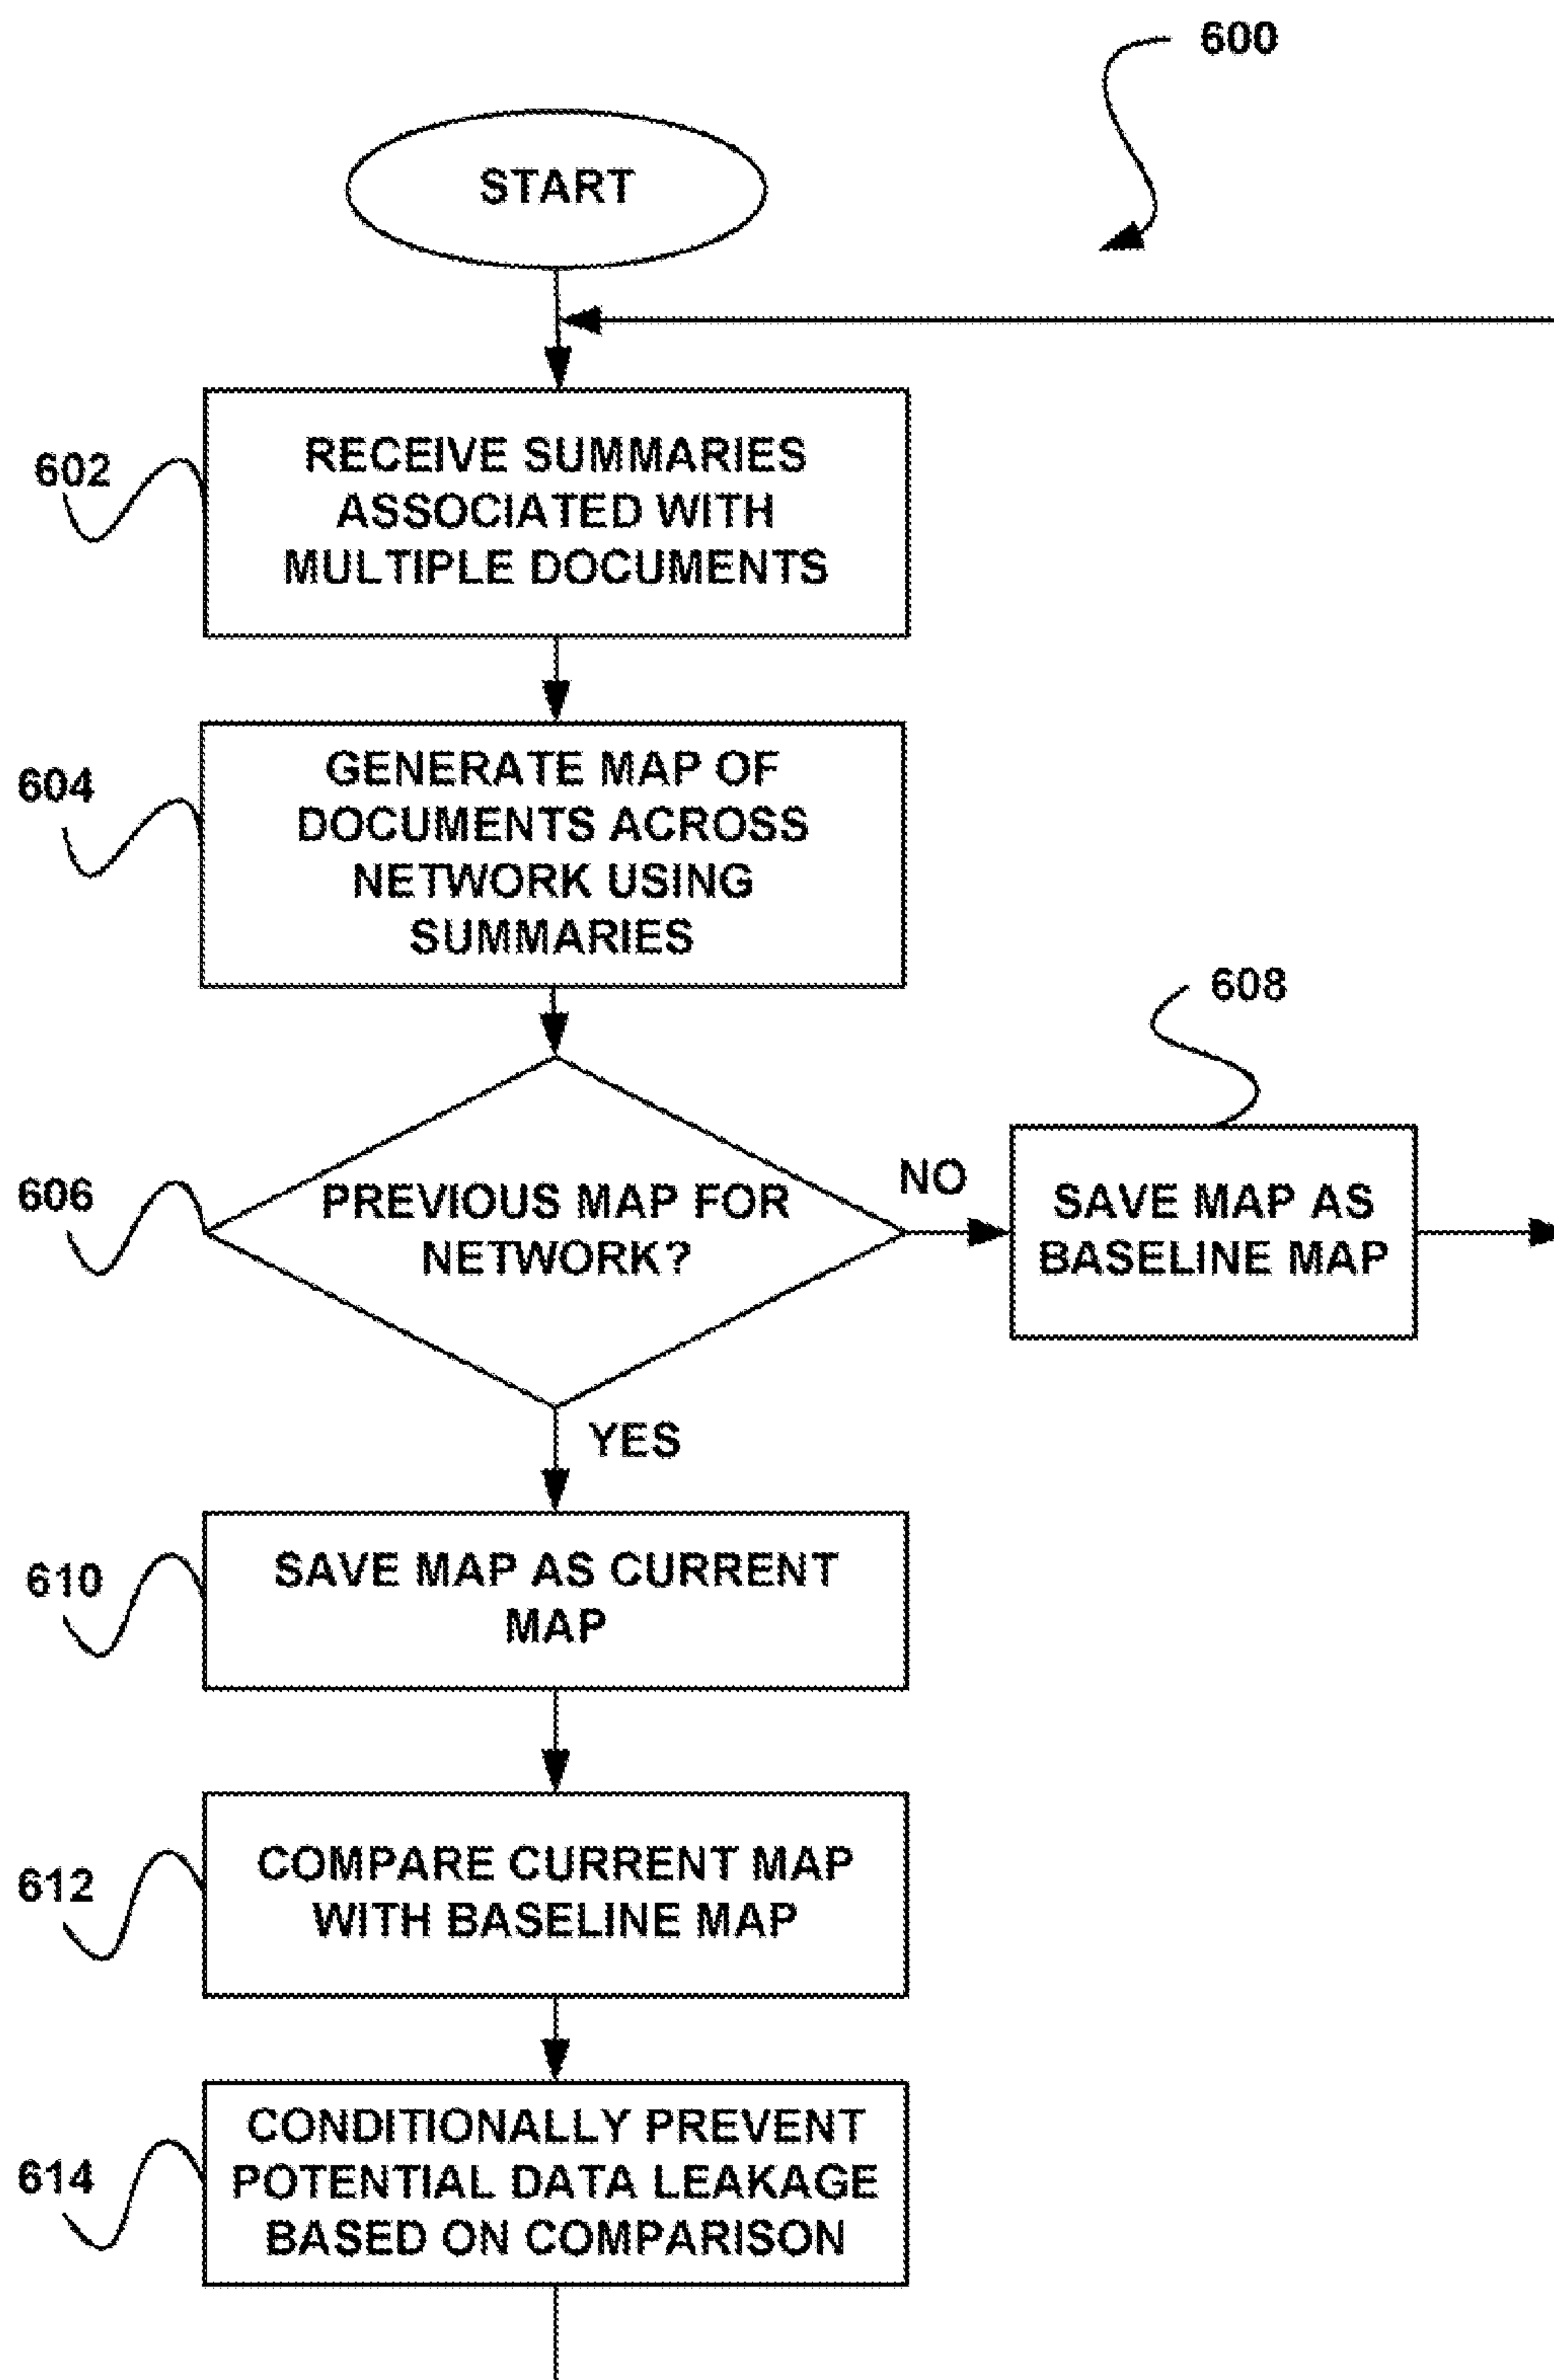 600
START
602
RECEIVE SUMMARIES
ASSOCIATED WITH
MULTIPLE DOCUMENTS
604
GENERATE MAP OF
DOCUMENTS ACROSS
NETWORK USING
SUMMARIES
608
606
PREVIOUS MAP FOR
NETWORK?
NO
SAVE MAP AS
BASELINE MAP
YES
610
SAVE MAP AS CURRENT
MAP
612
COMPARE CURRENT MAP
WITH BASELINE MAP
614
CONDITIONALLY PREVENT
POTENTIAL DATA LEAKAGE
BASED ON COMPARISON